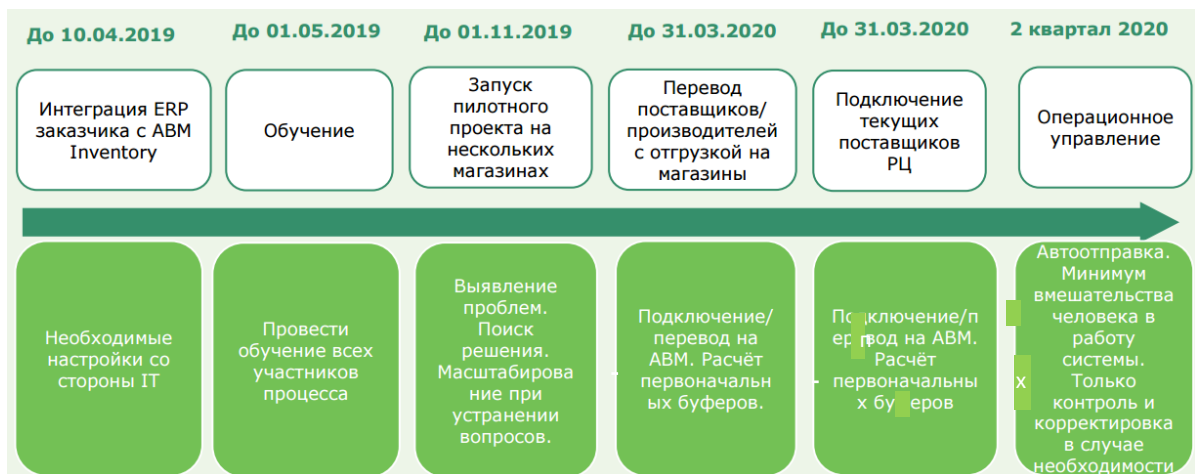 До 10.04.2019
До 01.05.2019
До 01.11.2019
До 31.03.2020
До 31.03.2020
2 квартал 2020
Интеграция ERP
заказчика с ABM
Inventory
Обучение
Запуск
пилотного
проекта на
нескольких
магазинах
Перевод
поставщиков/
производителей
с отгрузкой на
магазины
Подключение
текущих
поставщиков
РЦ
Операционное
управление
Необходимые
настройки со
стороны IT
Провести
обучение всех
участников
процесса
Выявление
проблем.
Поиск
решения.
Масштабирова
ние при
устранении
вопросов.
Подключение/
перевод на
АВМ. Расчёт
первоначальн
ых буферов.
Подключение/п
еревод на АВМ.
п
Расчёт
первоначальны
х буферов
Автоотправка.
Минимум
вмешательства
человека в
работу
системы.
х
Только
контроль и
корректировка
в случае
необходимости